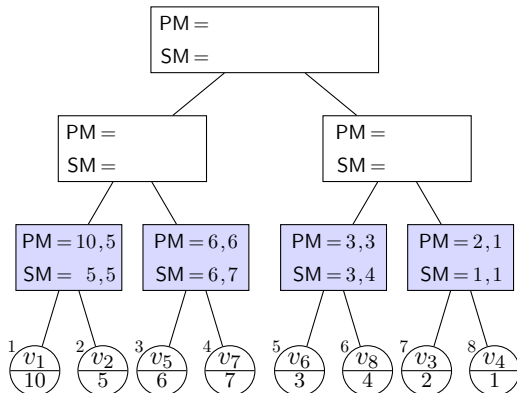 PM =
SM =
PM =
SM =
PM =
SM =
PM = 10, 5
SM = 5, 5
PM = 6, 6
SM = 6, 7
PM = 3, 3
SM = 3, 4
PM = 2, 1
SM = 1, 1
1 v₁ 10
2 v₂ 5
3 v₅ 6
4 v₇ 7
5 v₆ 3
6 v₈ 4
7 v₃ 2
8 v₄ 1